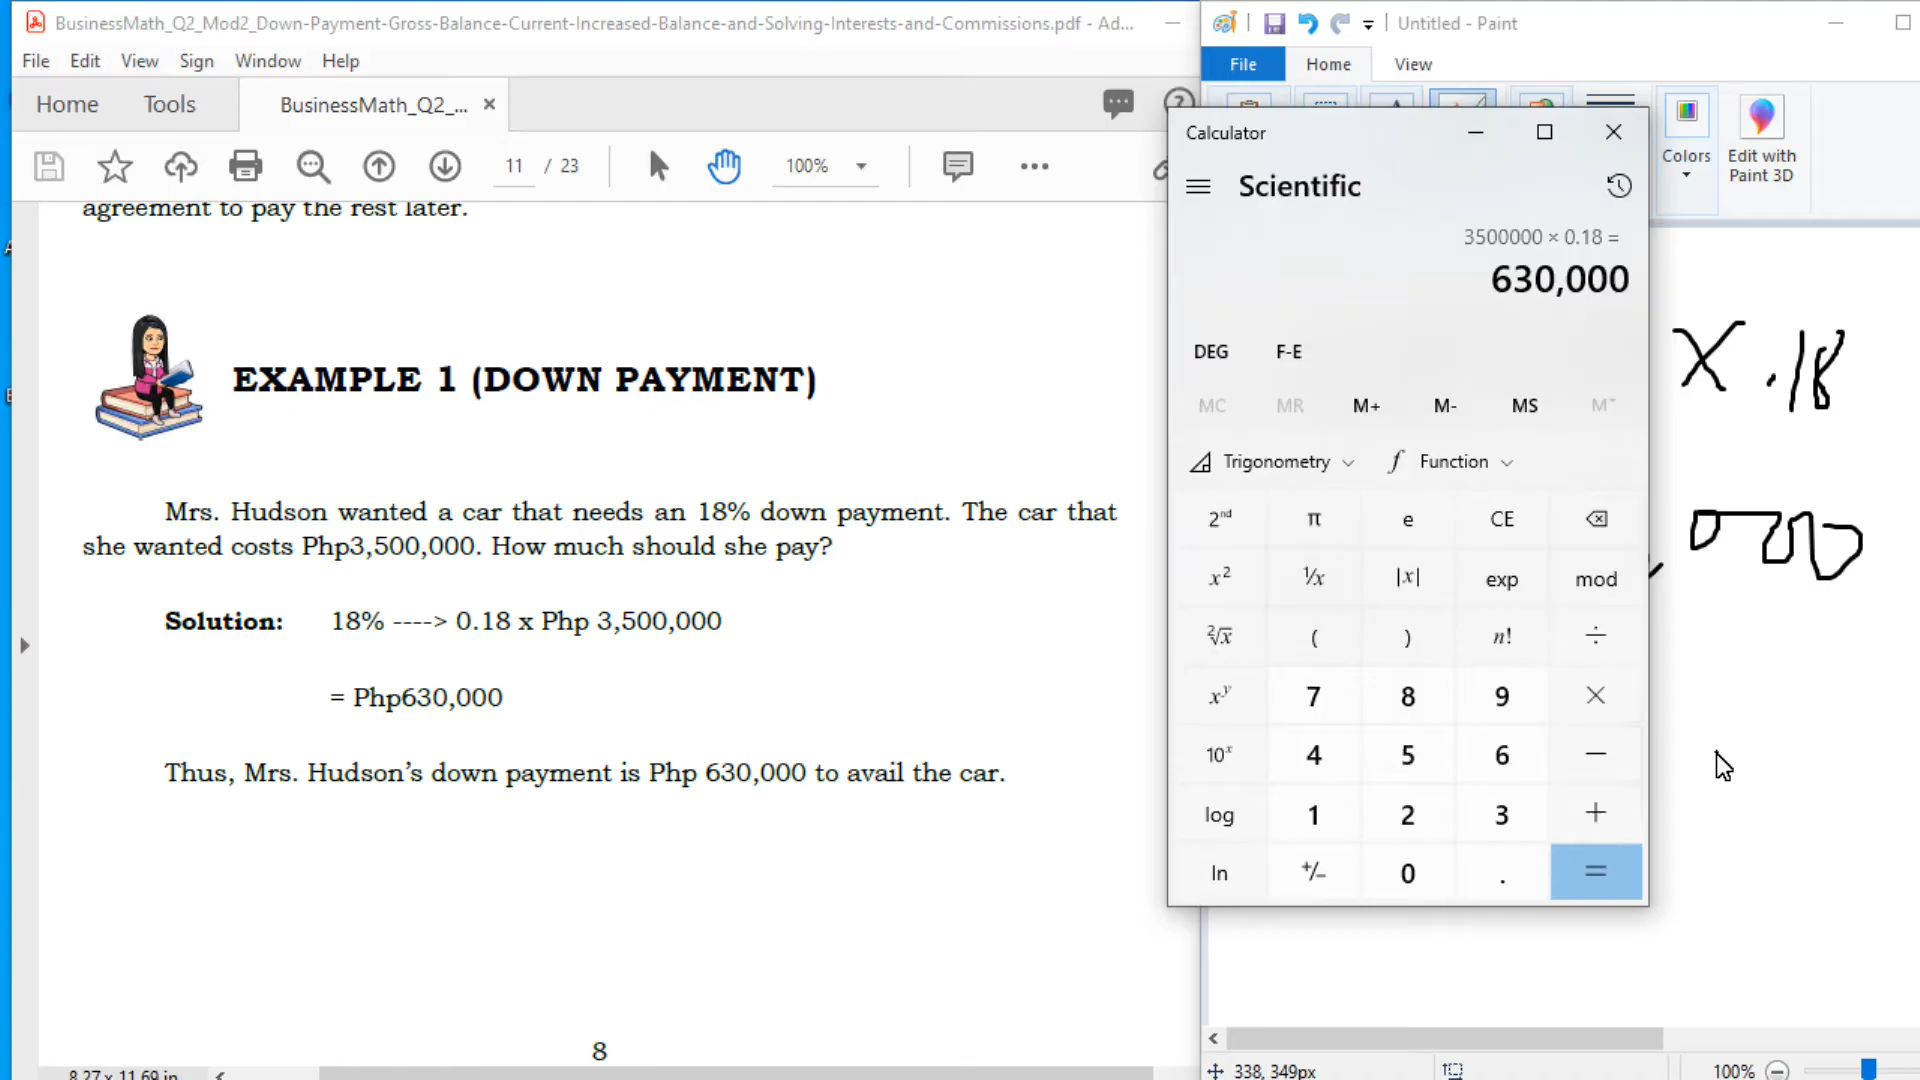 BusinessMath_Q2_Mod2_Down-Payment-Gross-Balance-Current-Increased-Balance-and-Solving-Interests-and-Commissions.pdf - Ad...
File Edit View Sign Window Help
Home Tools BusinessMath_Q2_... ×
11 / 23 100%
agreement to pay the rest later.
EXAMPLE 1 (DOWN PAYMENT)
Mrs. Hudson wanted a car that needs an 18% down payment. The car that
she wanted costs Php3,500,000. How much should she pay?
Solution: 18% ----> 0.18 x Php 3,500,000
= Php630,000
Thus, Mrs. Hudson’s down payment is Php 630,000 to avail the car.
8
8.27 x 11.69 in
Untitled - Paint
File Home View
Colors
Edit with
Paint 3D
Calculator
Scientific
3500000 × 0.18 =
630,000
DEG F-E
MC MR M+ M- MS M˅
Trigonometry Function
2nd π e CE
x² ¹/x |x| exp mod
²√x ( ) n! ÷
xʸ 7 8 9 ×
10ˣ 4 5 6 −
log 1 2 3 +
ln +/− 0 . =
X .18
338, 349px
100%